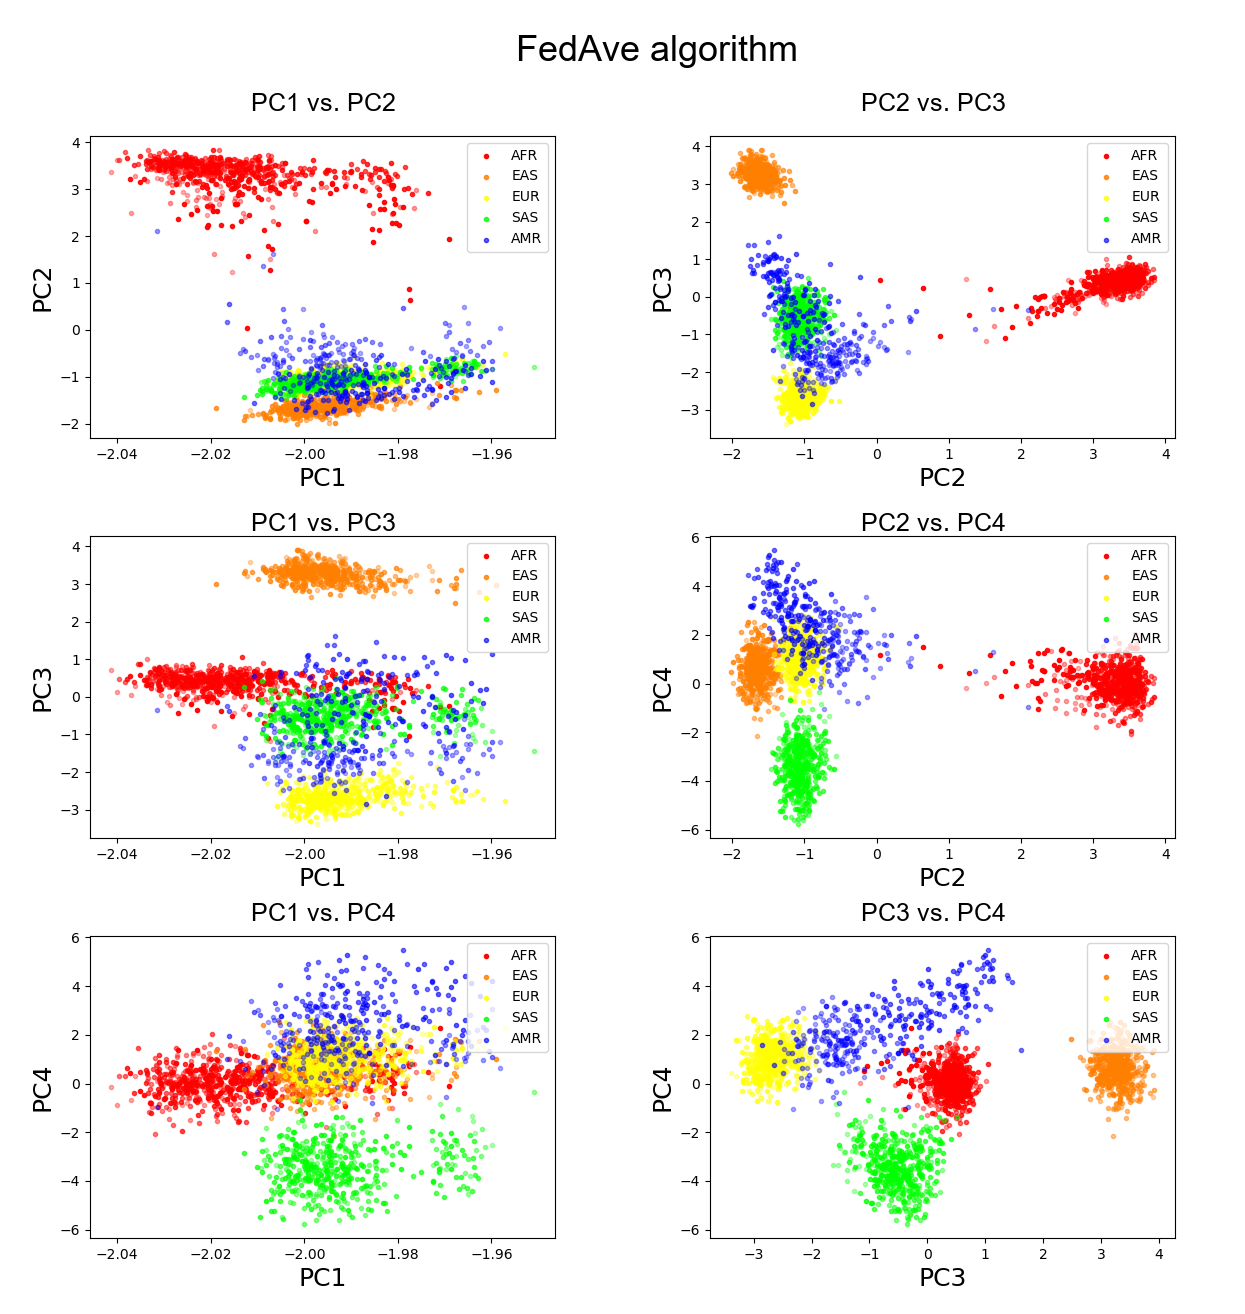 FedAve algorithm
PC1 vs. PC2
PC2
4
3
2
1
0
−1
−2
−2.04 −2.02 −2.00 −1.98 −1.96
PC1
AFR
EAS
EUR
SAS
AMR
PC2 vs. PC3
PC3
4
3
2
1
0
−1
−2
−3
−2 −1 0 1 2 3 4
PC2
AFR
EAS
EUR
SAS
AMR
PC1 vs. PC3
PC3
4
3
2
1
0
−1
−2
−3
−2.04 −2.02 −2.00 −1.98 −1.96
PC1
AFR
EAS
EUR
SAS
AMR
PC2 vs. PC4
PC4
6
4
2
0
−2
−4
−6
−2 −1 0 1 2 3 4
PC2
AFR
EAS
EUR
SAS
AMR
PC1 vs. PC4
PC4
6
4
2
0
−2
−4
−6
−2.04 −2.02 −2.00 −1.98 −1.96
PC1
AFR
EAS
EUR
SAS
AMR
PC3 vs. PC4
PC4
6
4
2
0
−2
−4
−6
−3 −2 −1 0 1 2 3 4
PC3
AFR
EAS
EUR
SAS
AMR